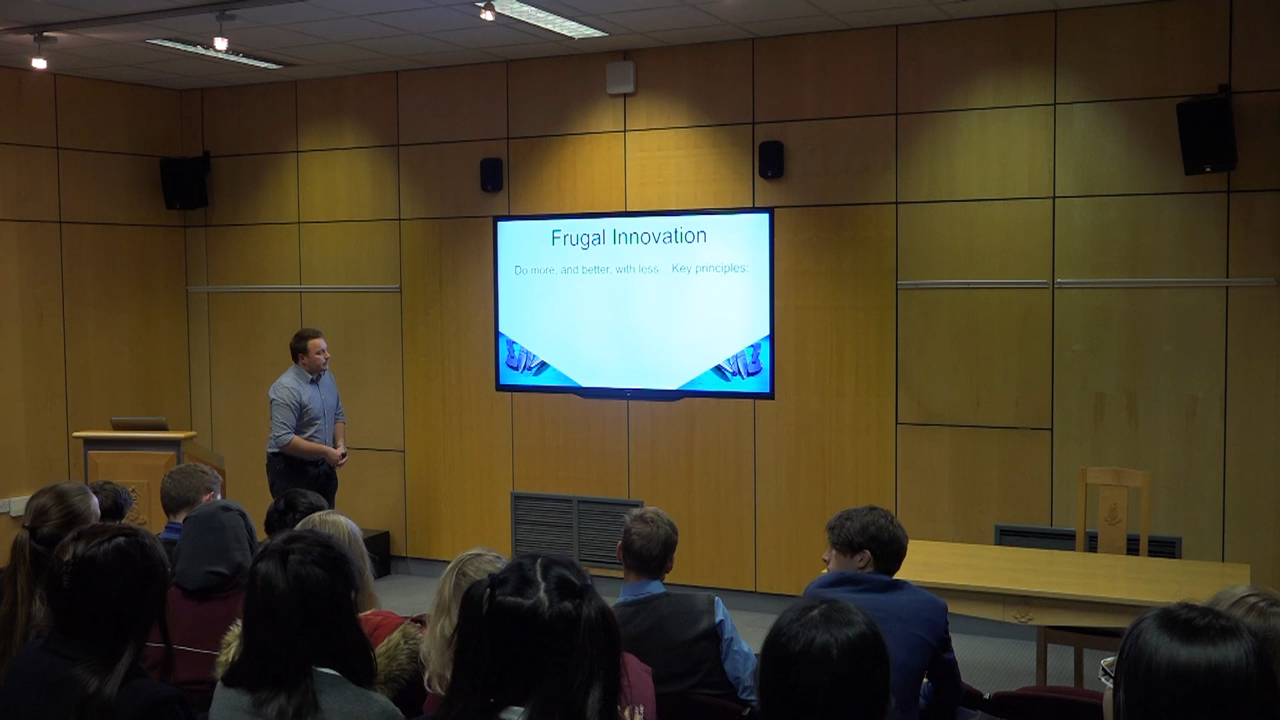 Frugal Innovation
Do more, and better, with less... Key principles: